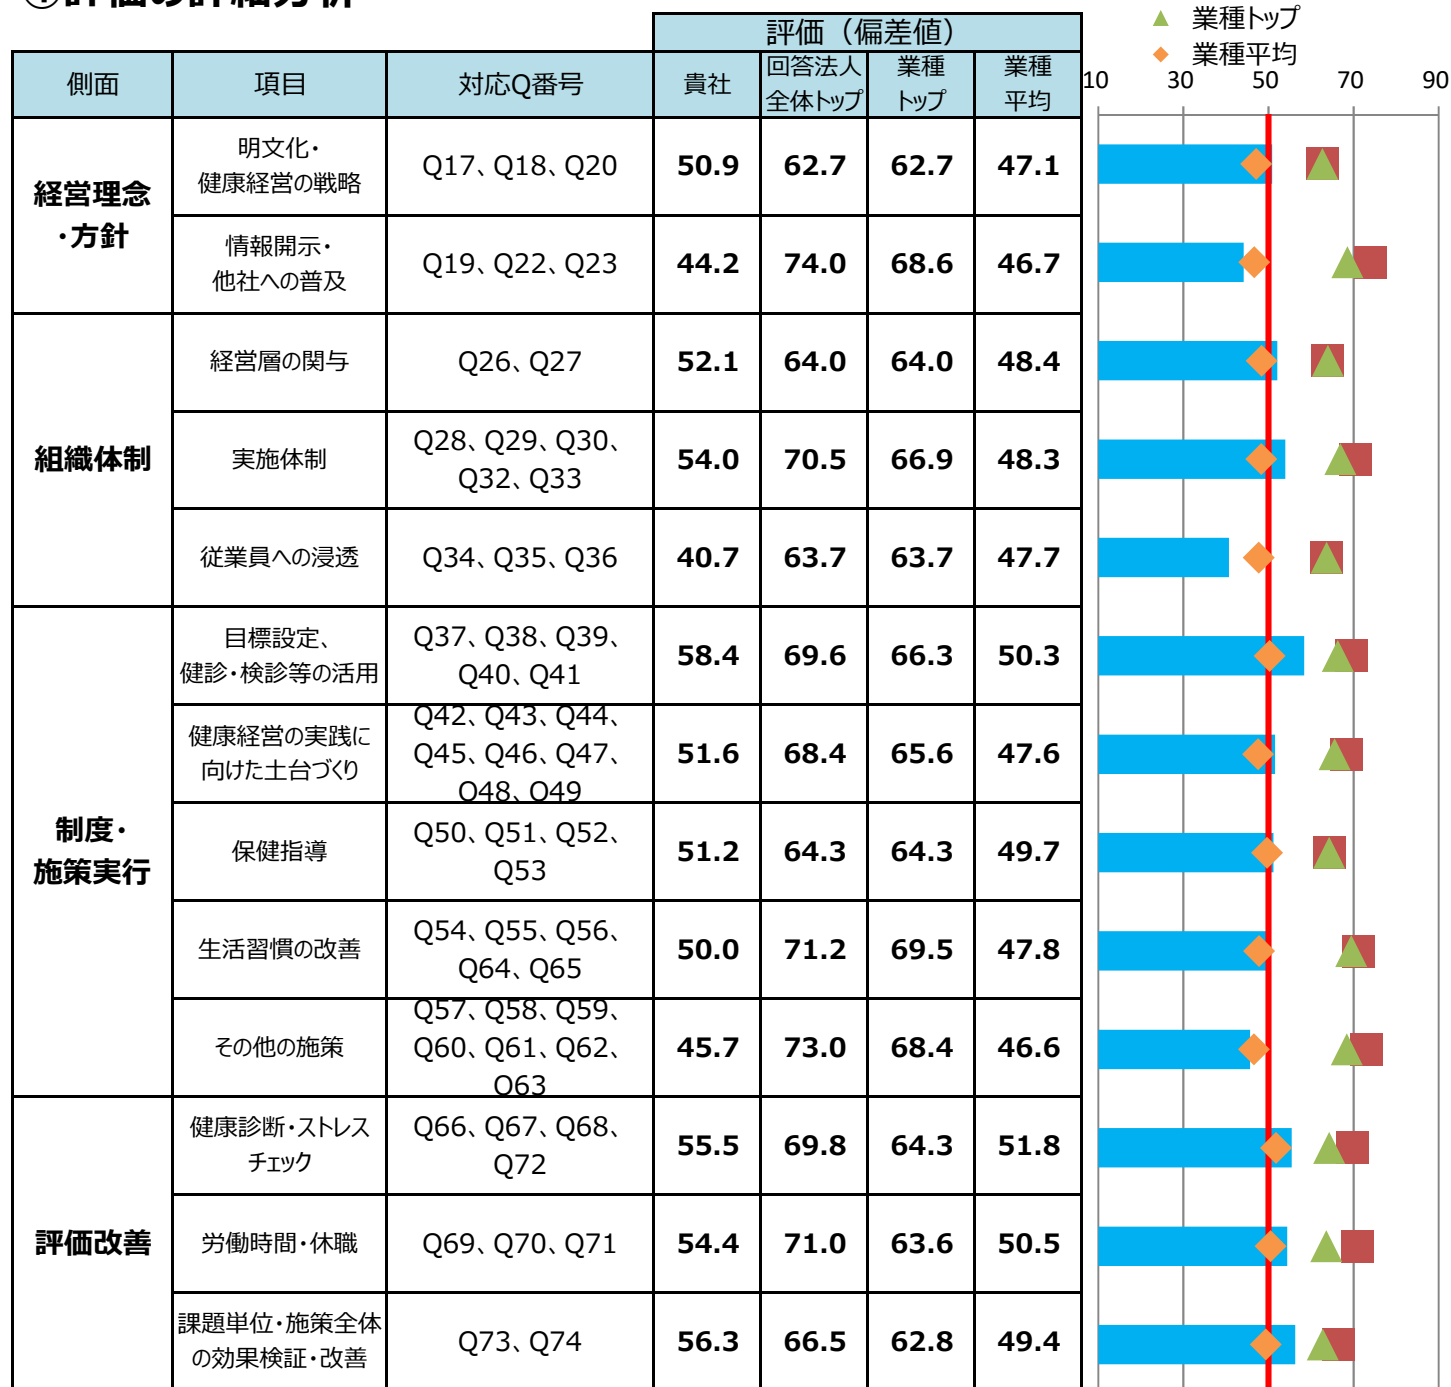 ①評価の詳細分析
▲ 業種トップ
◆ 業種平均
評価（偏差値）
側面 項目 対応Q番号 貴社 回答法人 業種 業種
全体トップ トップ 平均
10 30 50 70 90
経営理念
・方針
明文化・
健康経営の戦略
Q17、Q18、Q20 50.9 62.7 62.7 47.1
情報開示・
他社への普及
Q19、Q22、Q23 44.2 74.0 68.6 46.7
組織体制
経営層の関与 Q26、Q27 52.1 64.0 64.0 48.4
実施体制
Q28、Q29、Q30、
Q32、Q33
54.0 70.5 66.9 48.3
従業員への浸透 Q34、Q35、Q36 40.7 63.7 63.7 47.7
制度・
施策実行
目標設定、
健診・検診等の活用
Q37、Q38、Q39、
Q40、Q41
58.4 69.6 66.3 50.3
健康経営の実践に
向けた土台づくり
Q42、Q43、Q44、
Q45、Q46、Q47、
Q48、Q49
51.6 68.4 65.6 47.6
保健指導
Q50、Q51、Q52、
Q53
51.2 64.3 64.3 49.7
生活習慣の改善
Q54、Q55、Q56、
Q64、Q65
50.0 71.2 69.5 47.8
その他の施策
Q57、Q58、Q59、
Q60、Q61、Q62、
Q63
45.7 73.0 68.4 46.6
評価改善
健康診断・ストレス
チェック
Q66、Q67、Q68、
Q72
55.5 69.8 64.3 51.8
労働時間・休職 Q69、Q70、Q71 54.4 71.0 63.6 50.5
課題単位・施策全体
の効果検証・改善
Q73、Q74 56.3 66.5 62.8 49.4